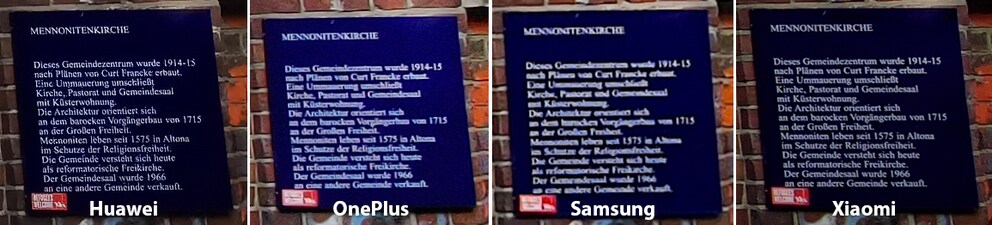 MENNONITENKIRCHE
Dieses Gemeindezentrum wurde 1914-15
nach Plänen von Curt Francke erbaut.
Eine Ummauerung umschließt
Kirche, Pastorat und Gemeindesaal
mit Küsterwohnung.
Die Architektur orientiert sich
an dem barocken Vorgängerbau von 1715
an der Großen Freiheit.
Mennoniten leben seit 1575 in Altona
im Schutze der Religionsfreiheit.
Die Gemeinde versteht sich heute
als reformatorische Freikirche.
Der Gemeindesaal wurde 1966
an eine andere Gemeinde verkauft.
REFUGEES
WELCOME
Huawei
MENNONITENKIRCHE
Dieses Gemeindezentrum wurde 1914-15
nach Plänen von Curt Francke erbaut.
Eine Ummauerung umschließt
Kirche, Pastorat und Gemeindesaal
mit Küsterwohnung.
Die Architektur orientiert sich
an dem barocken Vorgängerbau von 1715
an der Großen Freiheit.
Mennoniten leben seit 1575 in Altona
im Schutze der Religionsfreiheit.
Die Gemeinde versteht sich heute
als reformatorische Freikirche.
Der Gemeindesaal wurde 1966
an eine andere Gemeinde verkauft.
REFUGEES
WELCOME
OnePlus
MENNONITENKIRCHE
Dieses Gemeindezentrum wurde 1914-15
nach Plänen von Curt Francke erbaut.
Eine Ummauerung umschließt
Kirche, Pastorat und Gemeindesaal
mit Küsterwohnung.
Die Architektur orientiert sich
an dem barocken Vorgängerbau von 1715
an der Großen Freiheit.
Mennoniten leben seit 1575 in Altona
im Schutze der Religionsfreiheit.
Die Gemeinde versteht sich heute
als reformatorische Freikirche.
Der Gemeindesaal wurde 1966
an eine andere Gemeinde verkauft.
Samsung
MENNONITENKIRCHE
Dieses Gemeindezentrum wurde 1914-15
nach Plänen von Curt Francke erbaut.
Eine Ummauerung umschließt
Kirche, Pastorat und Gemeindesaal
mit Küsterwohnung.
Die Architektur orientiert sich
an dem barocken Vorgängerbau von 1715
an der Großen Freiheit.
Mennoniten leben seit 1575 in Altona
im Schutze der Religionsfreiheit.
Die Gemeinde versteht sich heute
als reformatorische Freikirche.
Der Gemeindesaal wurde 1966
an eine andere Gemeinde verkauft.
REFUGEES
WELCOME
Xiaomi